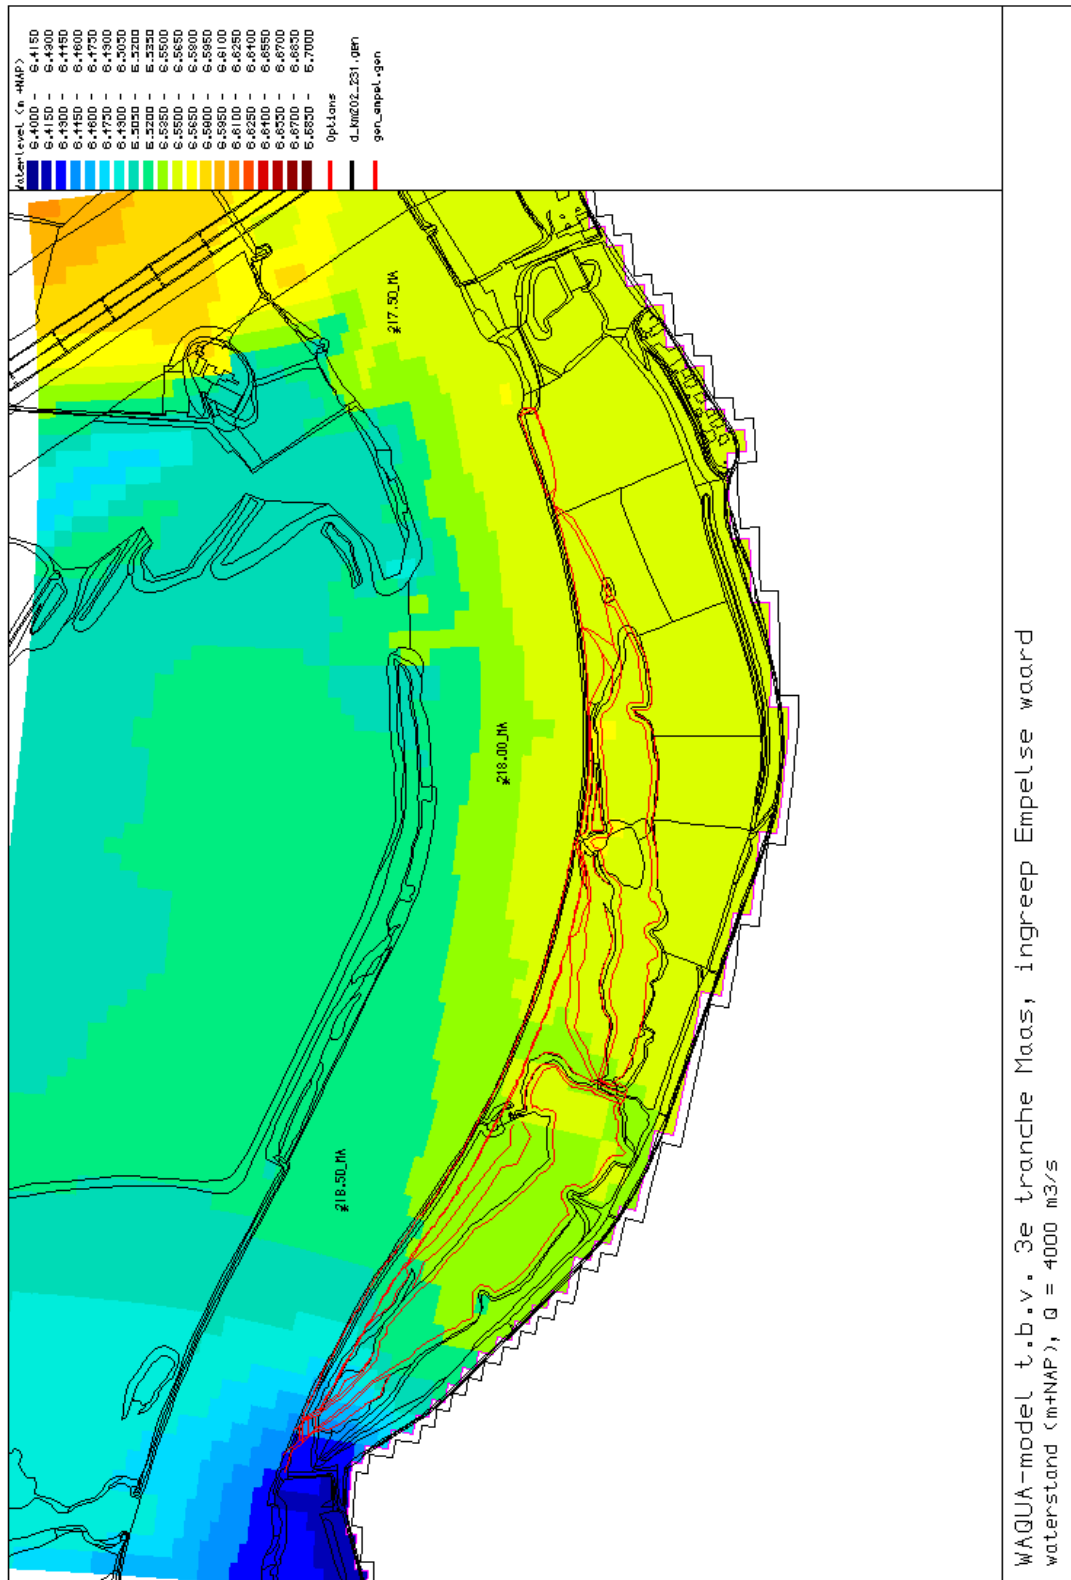 Waterlevel (m +NAP)
6.4000 - 6.4150
6.4150 - 6.4300
6.4300 - 6.4450
6.4450 - 6.4600
6.4600 - 6.4750
6.4750 - 6.4900
6.4900 - 6.5050
6.5050 - 6.5200
6.5200 - 6.5350
6.5350 - 6.5500
6.5500 - 6.5650
6.5650 - 6.5800
6.5800 - 6.5950
6.5950 - 6.6100
6.6100 - 6.6250
6.6250 - 6.6400
6.6400 - 6.6550
6.6550 - 6.6700
6.6700 - 6.6850
6.6850 - 6.7000
Options
d_km202_231.gen
gen_empel.gen
217.50_MA
218.00_MA
218.50_MA
WAQUA-model t.b.v. 3e tranche Maas, ingreep Empelse waard
waterstand (m+NAP), Q = 4000 m3/s